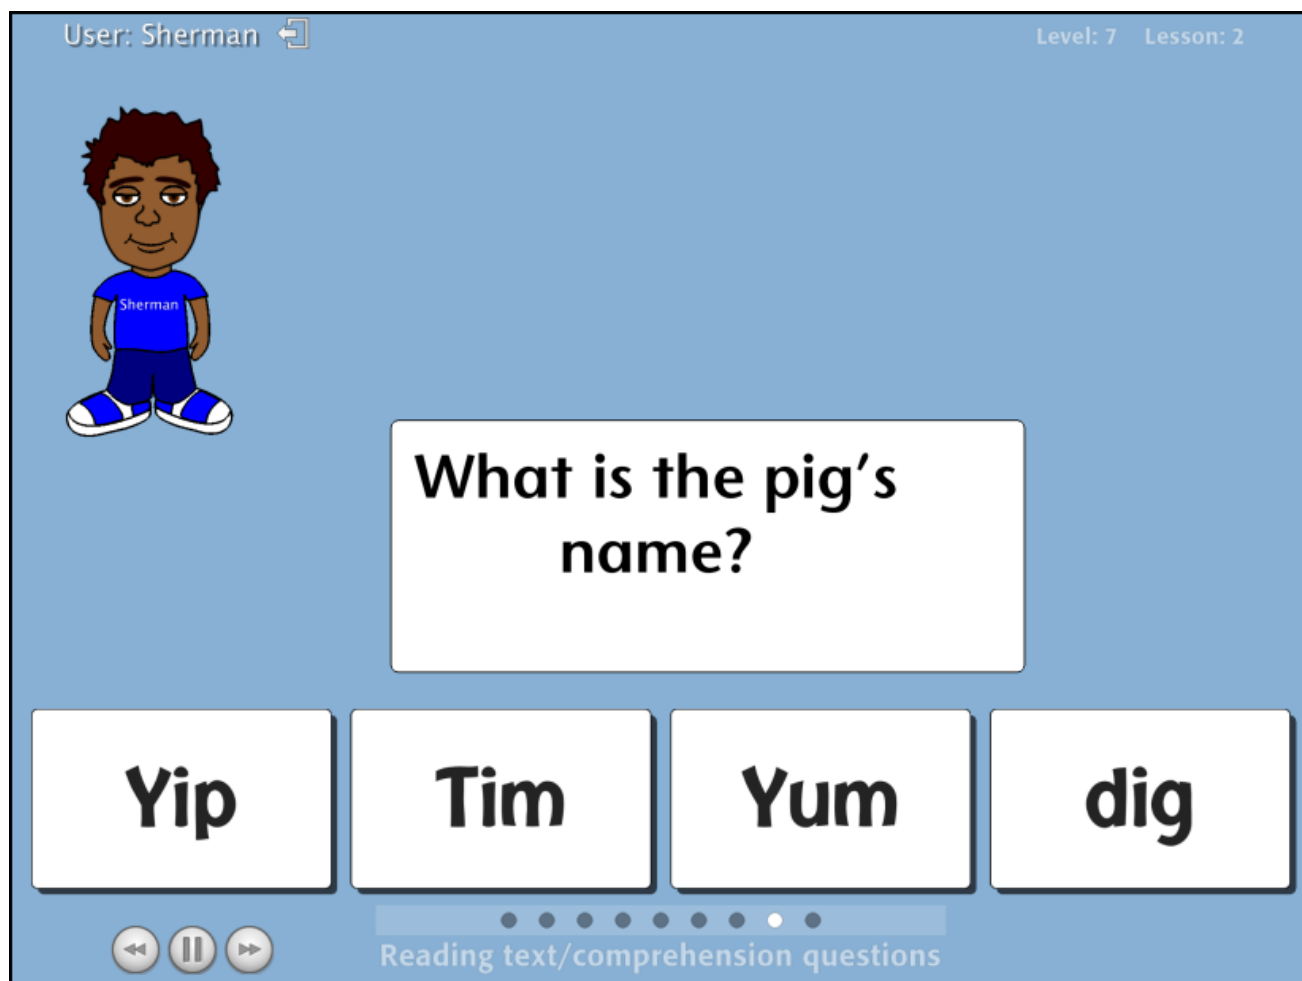 User: Sherman
Level: 7 Lesson: 2
Sherman
What is the pig’s
name?
Yip
Tim
Yum
dig
Reading text/comprehension questions